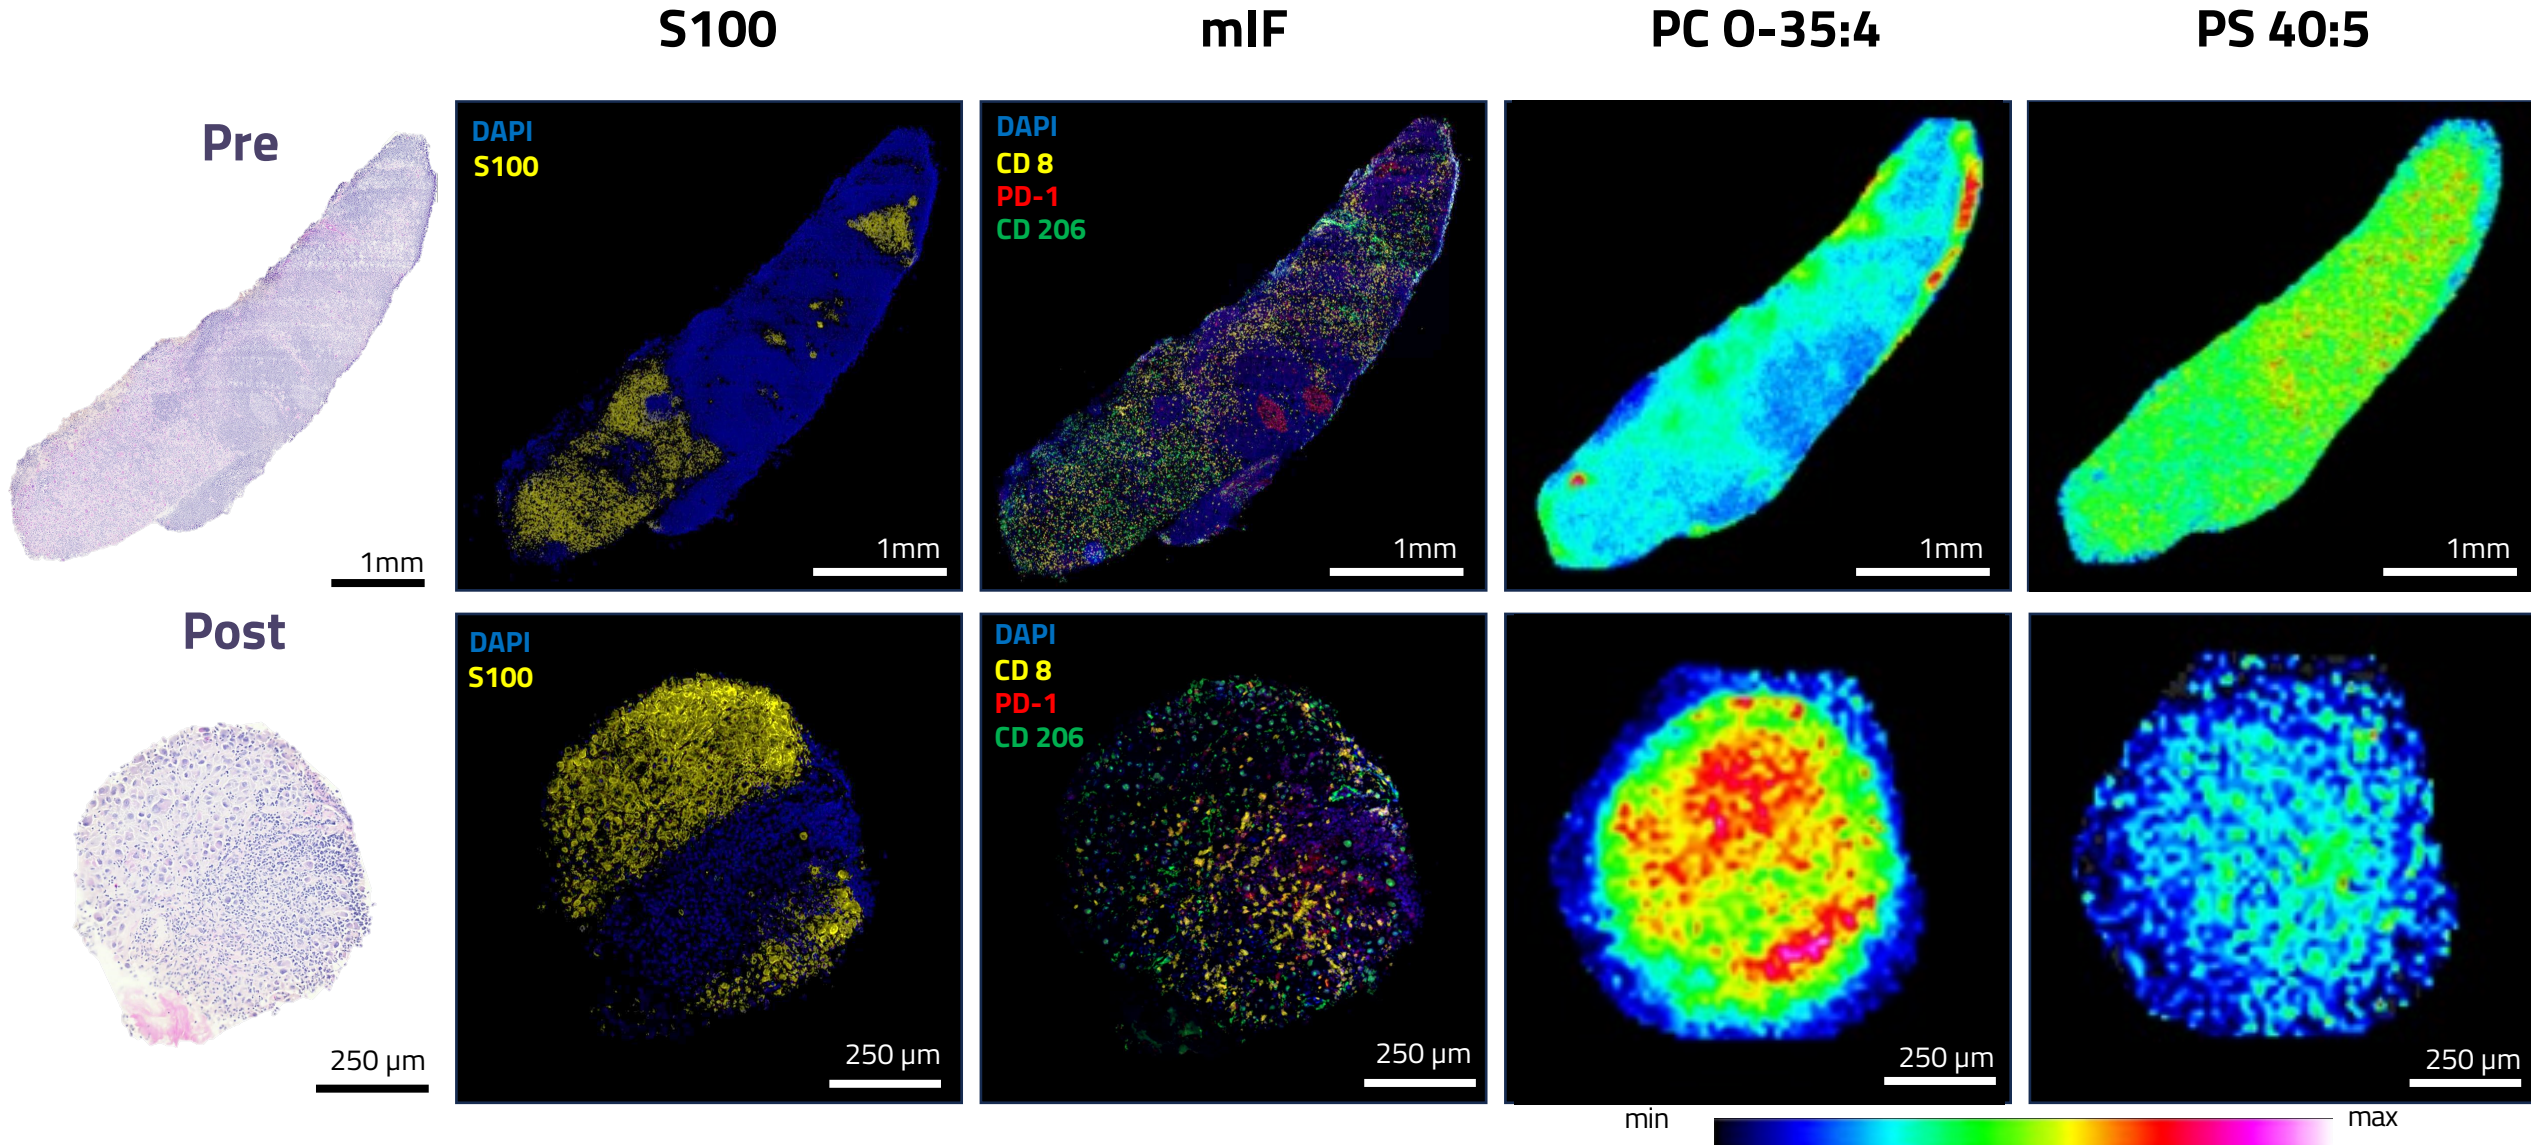 S100
mIF
PC O-35:4
PS 40:5
Pre
1mm
DAPI
S100
1mm
DAPI
CD 8
PD-1
CD 206
1mm
1mm
1mm
Post
250 µm
DAPI
S100
250 µm
DAPI
CD 8
PD-1
CD 206
250 µm
250 µm
250 µm
min
max